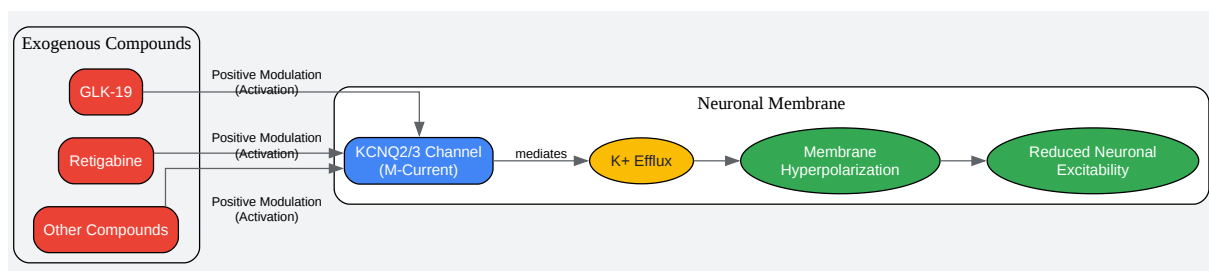 Exogenous Compounds
GLK-19
Retigabine
Other Compounds
Positive Modulation
(Activation)
Positive Modulation
(Activation)
Positive Modulation
(Activation)
Neuronal Membrane
KCNQ2/3 Channel
(M-Current)
mediates
K+ Efflux
Membrane
Hyperpolarization
Reduced Neuronal
Excitability